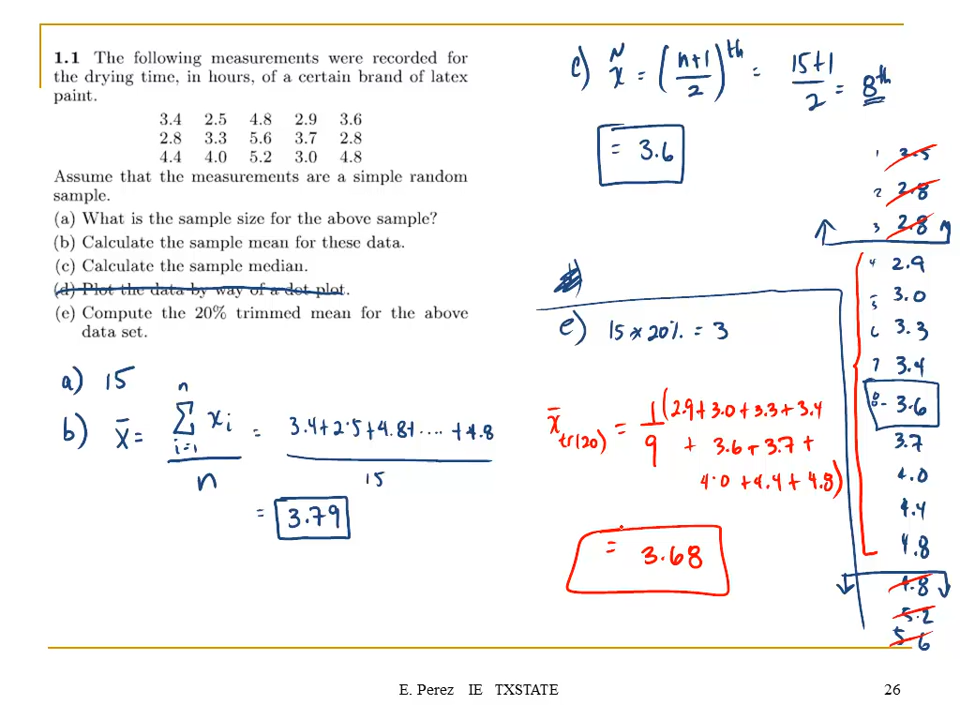 1.1 The following measurements were recorded for
the drying time, in hours, of a certain brand of latex
paint.
3.4 2.5 4.8 2.9 3.6
2.8 3.3 5.6 3.7 2.8
4.4 4.0 5.2 3.0 4.8
Assume that the measurements are a simple random
sample.
(a) What is the sample size for the above sample?
(b) Calculate the sample mean for these data.
(c) Calculate the sample median.
(d) Plot the data by way of a dot plot.
(e) Compute the 20% trimmed mean for the above
data set.
a) 15
b) x̄ = Σ_{i=1}^{n} x_i / n = 3.4+2.5+4.8+....+4.8 / 15
= 3.79
c) x̃ = (n+1 / 2)^th = 15+1 / 2 = 8th
= 3.6
e) 15 * 20% = 3
x̄ tr(20) = 1/9 (2.9+3.0+3.3+3.4
+ 3.6+3.7+
4.0+4.4+4.8)
= 3.68
1 2.5
2 2.8
3 2.8
4 2.9
5 3.0
6 3.3
7 3.4
8- 3.6
3.7
4.0
4.4
4.8
4.8
5.2
5.6
E. Perez IE TXSTATE
26